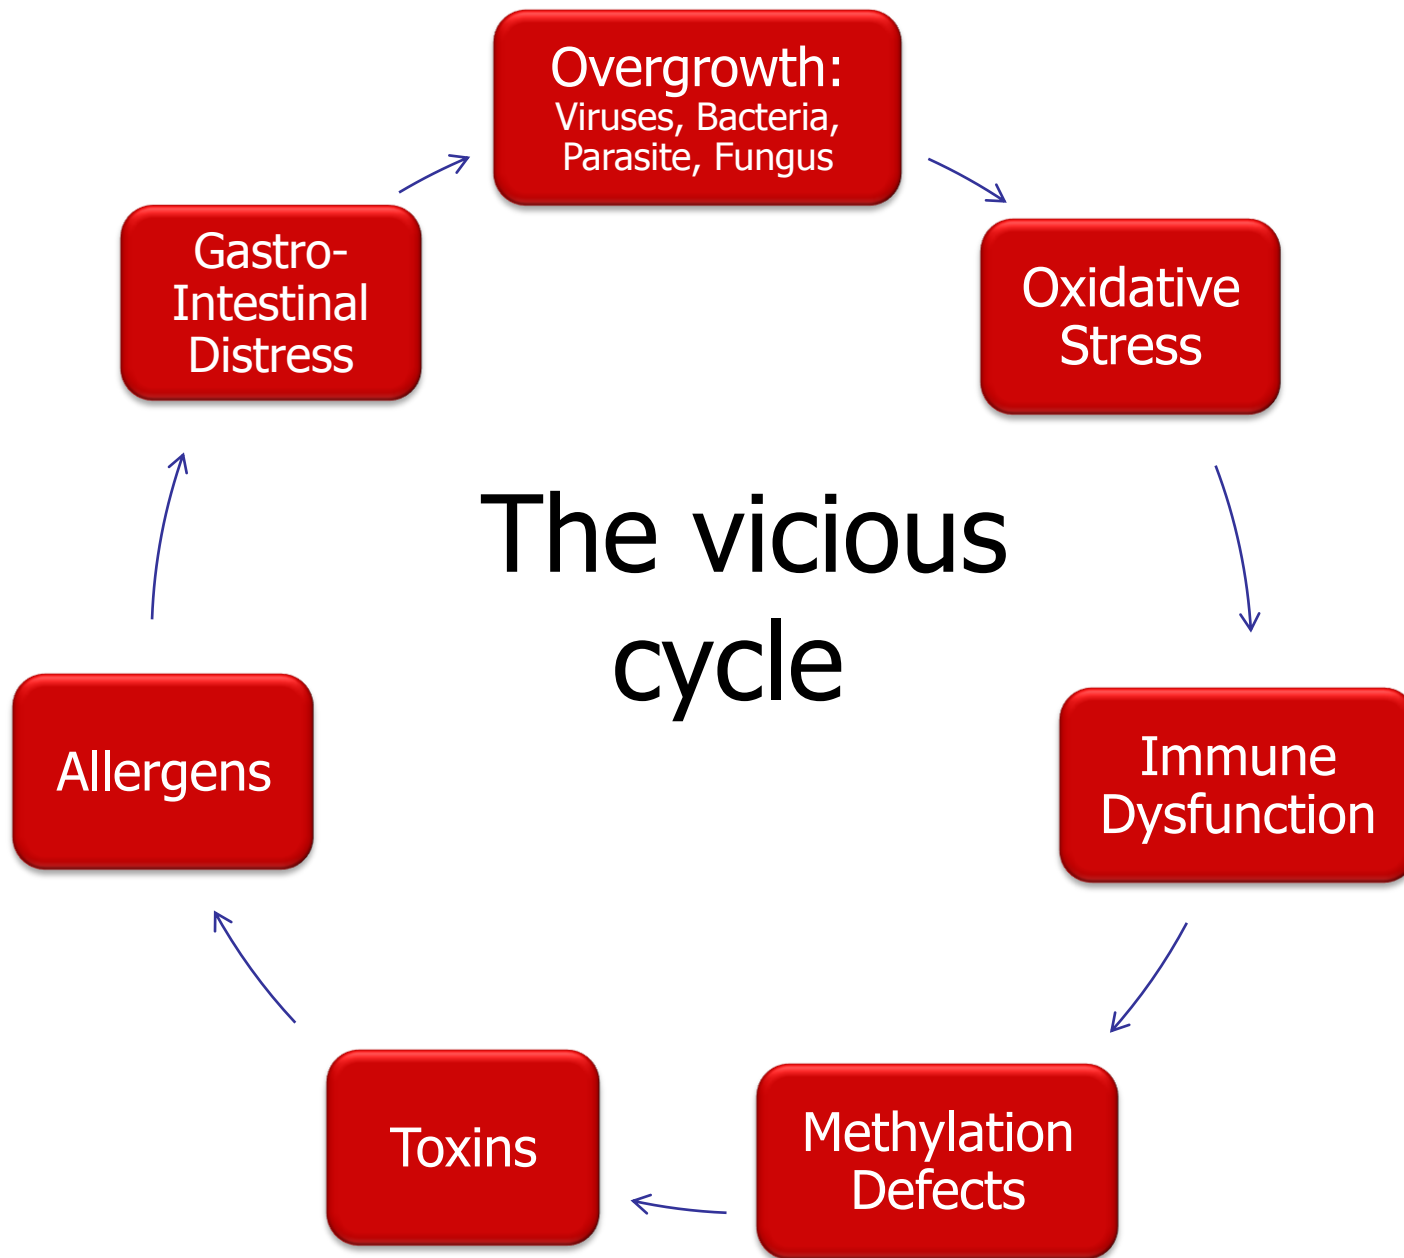 Overgrowth:
Viruses, Bacteria,
Parasite, Fungus
Oxidative
Stress
Immune
Dysfunction
Methylation
Defects
Toxins
Allergens
Gastro-
Intestinal
Distress
The vicious
cycle